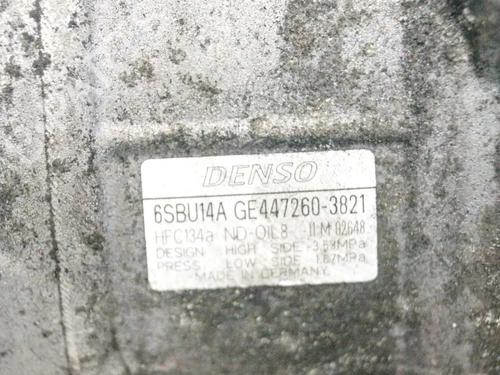 DENSO
6SBU14A GE447260-3821
HFC134a ND-OIL8 11M 02648
DESIGN HIGH SIDE-3.53MPa
PRESS LOW SIDE 1.67MPa
MADE IN GERMANY